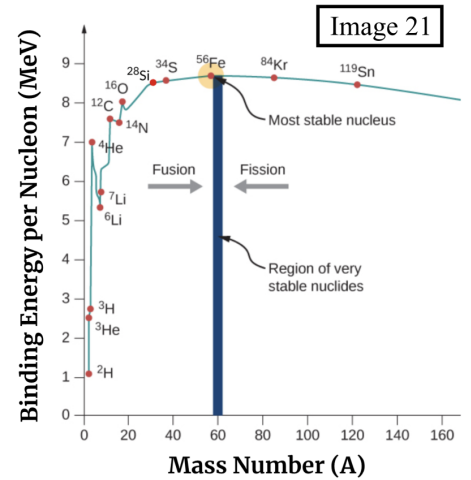 Image 21
Binding Energy per Nucleon (MeV)
9
8
7
6
5
4
3
2
1
0
²⁸Si
³⁴S
⁵⁶Fe
⁸⁴Kr
¹¹⁹Sn
¹⁶O
¹²C
¹⁴N
⁴He
⁷Li
⁶Li
³H
³He
²H
Most stable nucleus
Fusion
Fission
Region of very
stable nuclides
0 20 40 60 80 100 120 140 160
Mass Number (A)